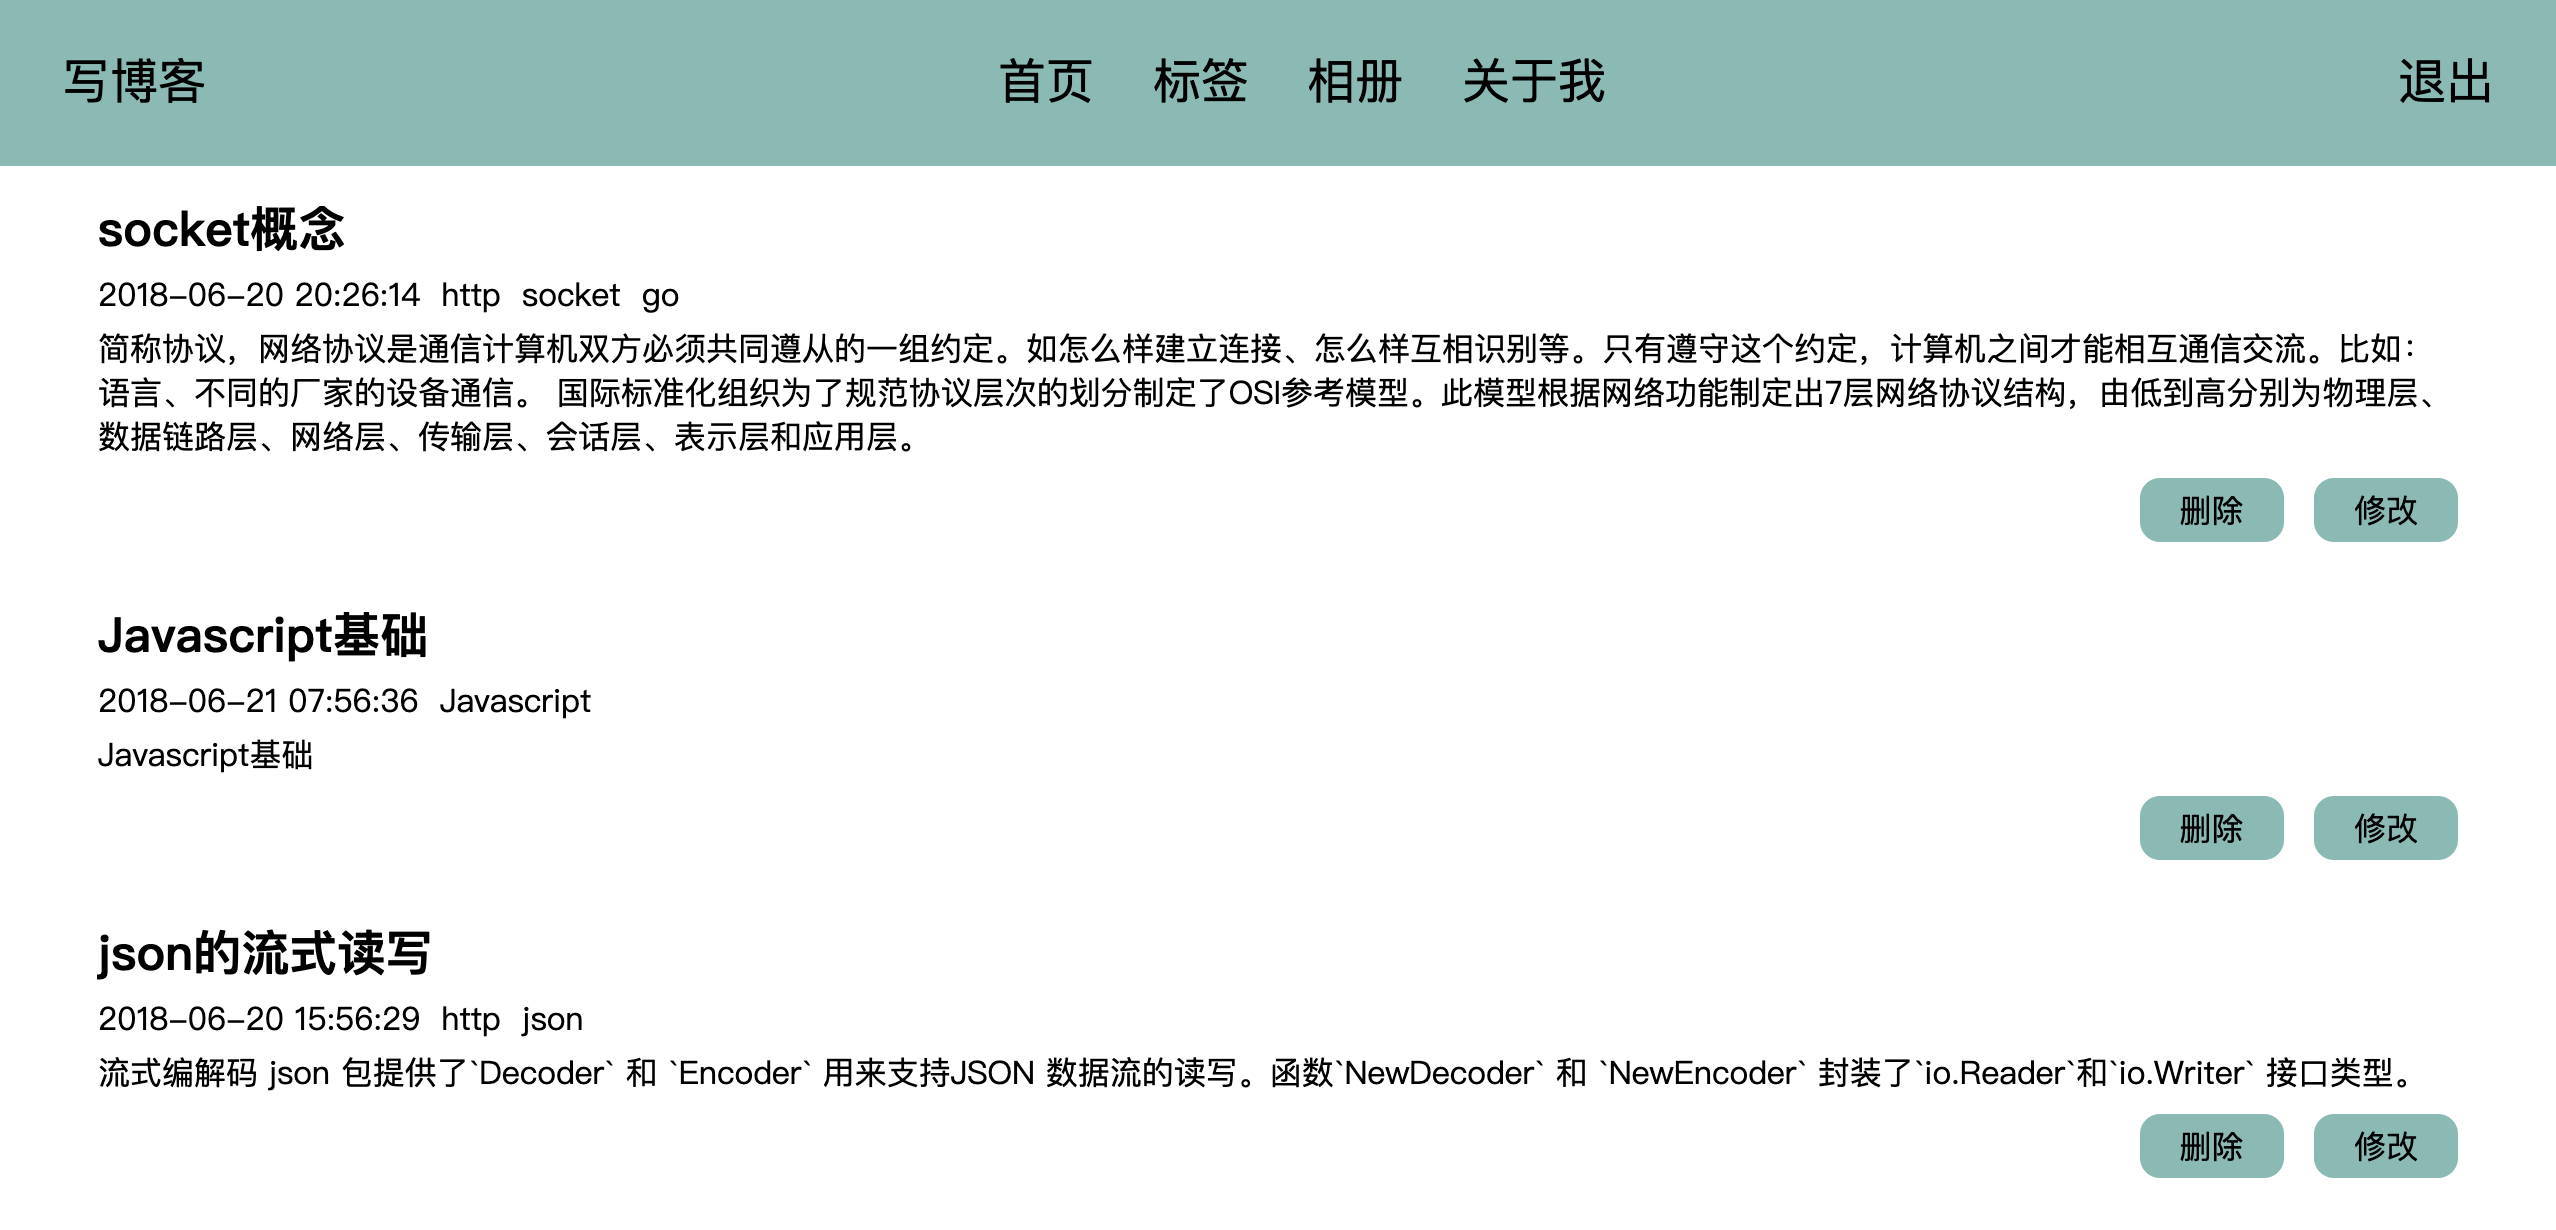 写博客 首页 标签 相册 关于我 退出
socket概念
2018-06-20 20:26:14 http socket go
简称协议，网络协议是通信计算机双方必须共同遵从的一组约定。如怎么样建立连接、怎么样互相识别等。只有遵守这个约定，计算机之间才能相互通信交流。比如：
语言、不同的厂家的设备通信。 国际标准化组织为了规范协议层次的划分制定了OSI参考模型。此模型根据网络功能制定出7层网络协议结构，由低到高分别为物理层、
数据链路层、网络层、传输层、会话层、表示层和应用层。
删除 修改
Javascript基础
2018-06-21 07:56:36 Javascript
Javascript基础
删除 修改
json的流式读写
2018-06-20 15:56:29 http json
流式编解码 json 包提供了`Decoder` 和 `Encoder` 用来支持JSON 数据流的读写。函数`NewDecoder` 和 `NewEncoder` 封装了`io.Reader`和`io.Writer` 接口类型。
删除 修改